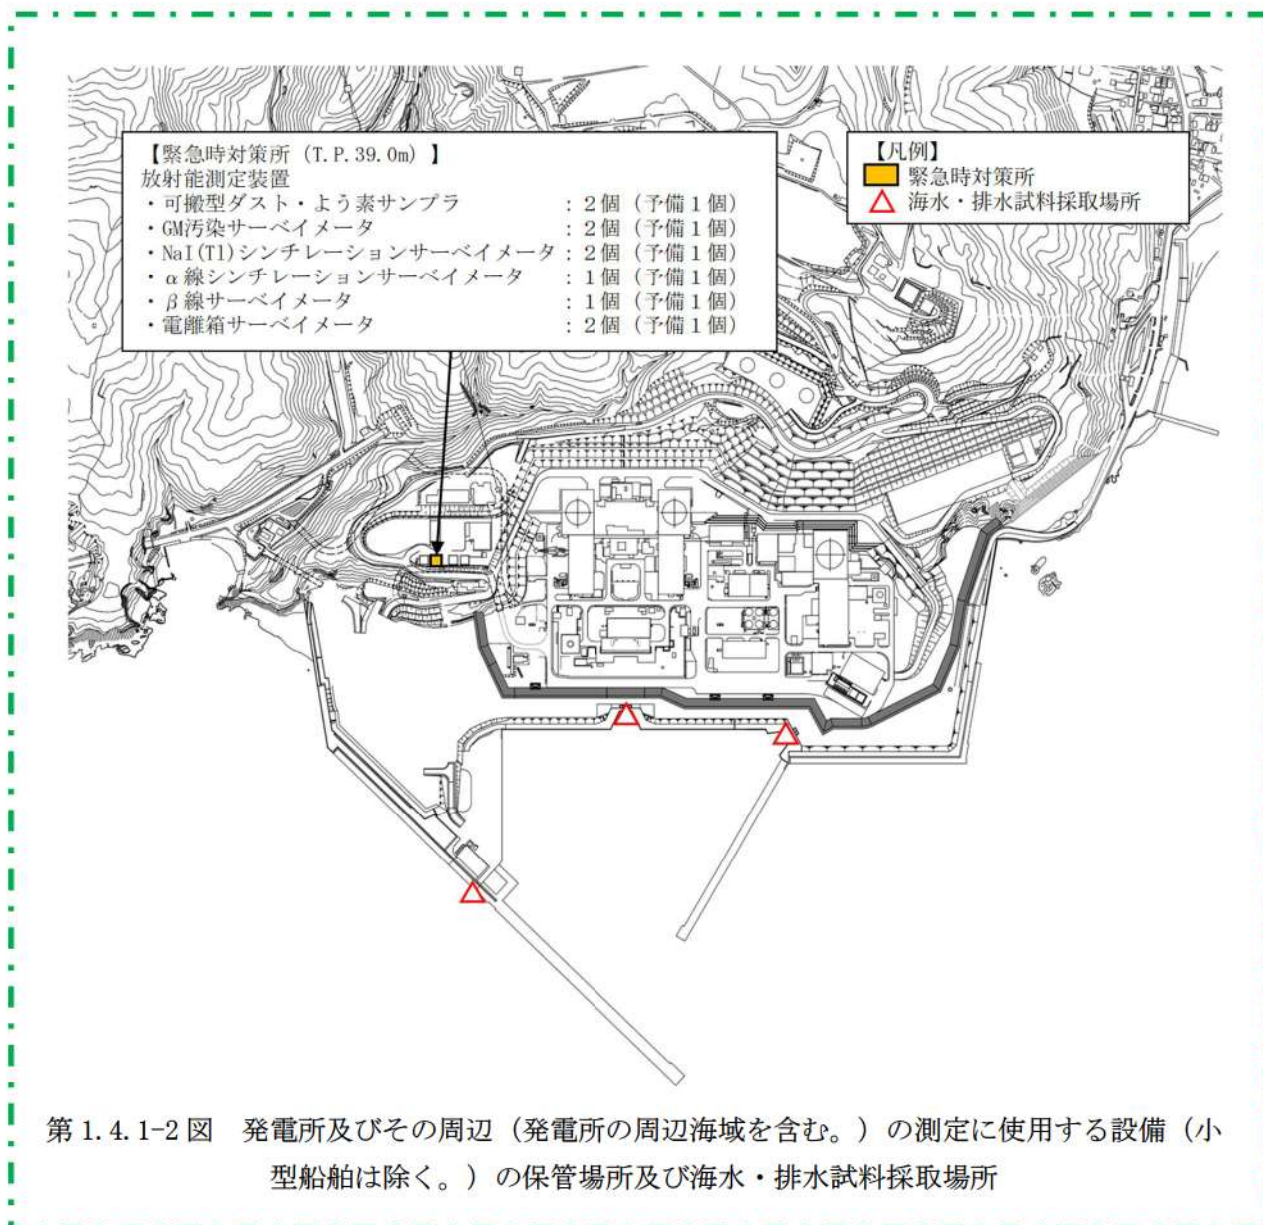 【緊急時対策所（T.P.39.0m）】
放射能測定装置
・可搬型ダスト・よう素サンプラ : 2個（予備1個）
・GM汚染サーベイメータ : 2個（予備1個）
・NaI(Tl)シンチレーションサーベイメータ : 2個（予備1個）
・α線シンチレーションサーベイメータ : 1個（予備1個）
・β線サーベイメータ : 1個（予備1個）
・電離箱サーベイメータ : 2個（予備1個）
【凡例】
緊急時対策所
海水・排水試料採取場所
第1.4.1-2図　発電所及びその周辺（発電所の周辺海域を含む。）の測定に使用する設備（小
型船舶は除く。）の保管場所及び海水・排水試料採取場所